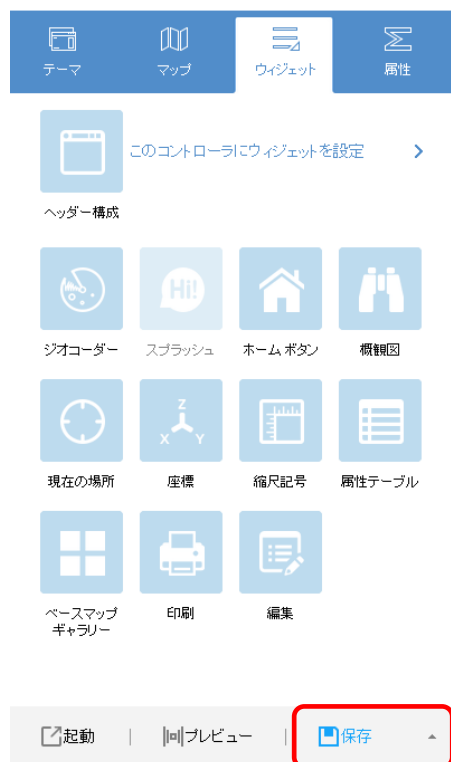 テーマ マップ ウィジェット 属性
このコントローラにウィジェットを設定
ヘッダー構成
Hi!
ジオコーダー スプラッシュ ホーム ボタン 概観図
Z
X Y
現在の場所 座標 縮尺記号 属性テーブル
ベースマップ 印刷 編集
ギャラリー
起動 | プレビュー | 保存